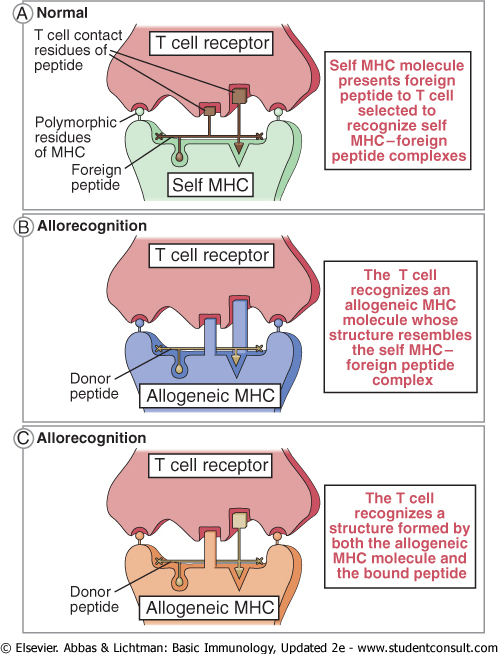 A Normal
T cell contact
residues of
peptide
T cell receptor
Polymorphic
residues
of MHC
Foreign
peptide
Self MHC
Self MHC molecule
presents foreign
peptide to T cell
selected to
recognize self
MHC–foreign
peptide complexes
B Allorecognition
T cell receptor
Donor
peptide
Allogeneic MHC
The T cell
recognizes an
allogeneic MHC
molecule whose
structure resembles
the self MHC–
foreign peptide
complex
C Allorecognition
T cell receptor
Donor
peptide
Allogeneic MHC
The T cell
recognizes a
structure formed by
both the allogeneic
MHC molecule and
the bound peptide
© Elsevier. Abbas & Lichtman: Basic Immunology, Updated 2e - www.studentconsult.com